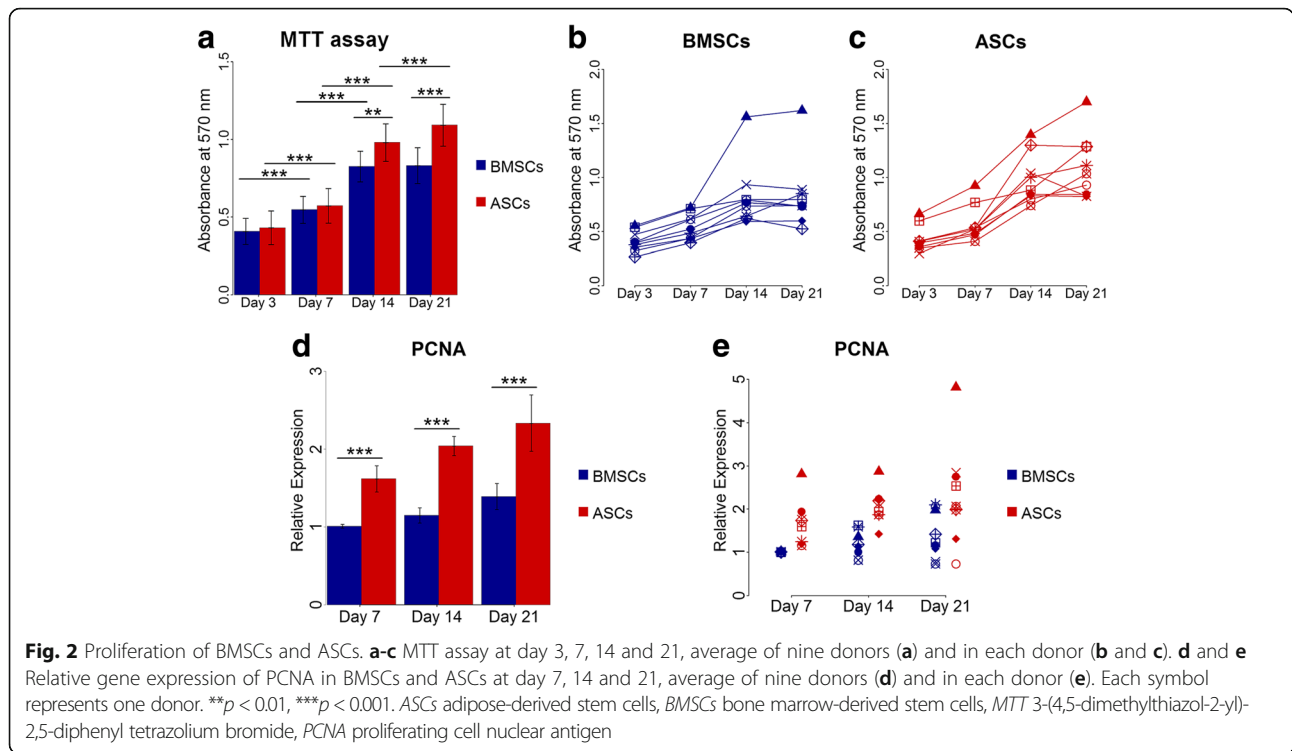 a MTT assay
Absorbance at 570 nm
0.0 0.5 1.0 1.5
*** *** *** *** ** *** ***
Day 3 Day 7 Day 14 Day 21
BMSCs
ASCs
b BMSCs
Absorbance at 570 nm
0.0 0.5 1.0 1.5 2.0
Day 3 Day 7 Day 14 Day 21
c ASCs
Absorbance at 570 nm
0.0 0.5 1.0 1.5 2.0
Day 3 Day 7 Day 14 Day 21
d PCNA
Relative Expression
0 1 2 3
*** *** ***
Day 7 Day 14 Day 21
BMSCs
ASCs
e PCNA
Relative Expression
0 1 2 3 4 5
Day 7 Day 14 Day 21
BMSCs
ASCs
Fig. 2 Proliferation of BMSCs and ASCs. a-c MTT assay at day 3, 7, 14 and 21, average of nine donors (a) and in each donor (b and c). d and e
Relative gene expression of PCNA in BMSCs and ASCs at day 7, 14 and 21, average of nine donors (d) and in each donor (e). Each symbol
represents one donor. **p < 0.01, ***p < 0.001. ASCs adipose-derived stem cells, BMSCs bone marrow-derived stem cells, MTT 3-(4,5-dimethylthiazol-2-yl)-
2,5-diphenyl tetrazolium bromide, PCNA proliferating cell nuclear antigen